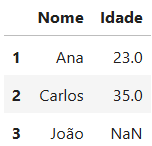 Nome Idade
1 Ana 23.0
2 Carlos 35.0
3 João NaN